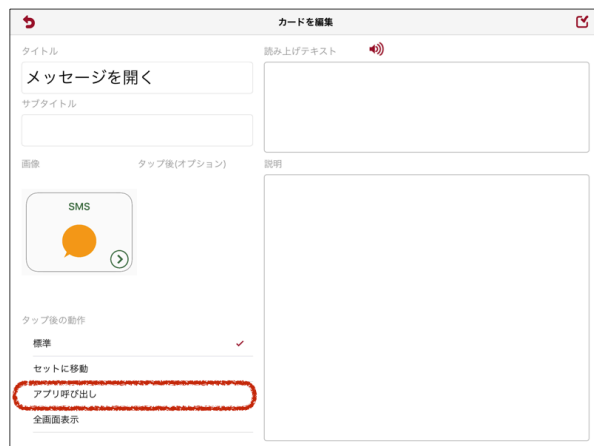 カードを編集
タイトル
メッセージを開く
サブタイトル
画像
タップ後(オプション)
SMS
タップ後の動作
標準
セットに移動
アプリ呼び出し
全画面表示
読み上げテキスト
説明